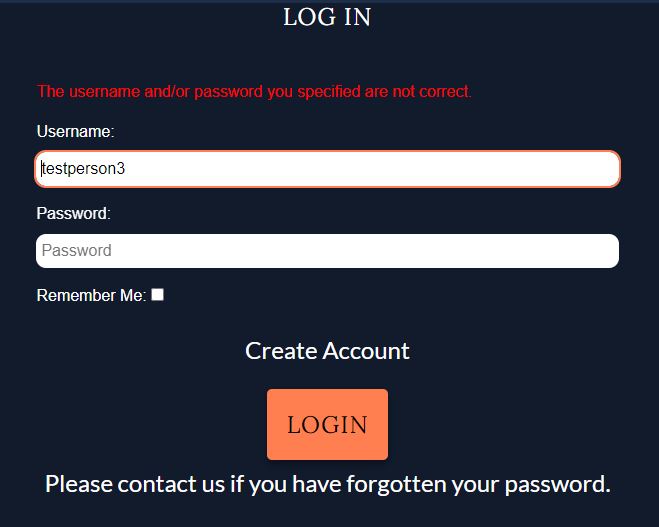 LOG IN
The username and/or password you specified are not correct.
Username:
testperson3
Password:
Password
Remember Me:
Create Account
LOGIN
Please contact us if you have forgotten your password.